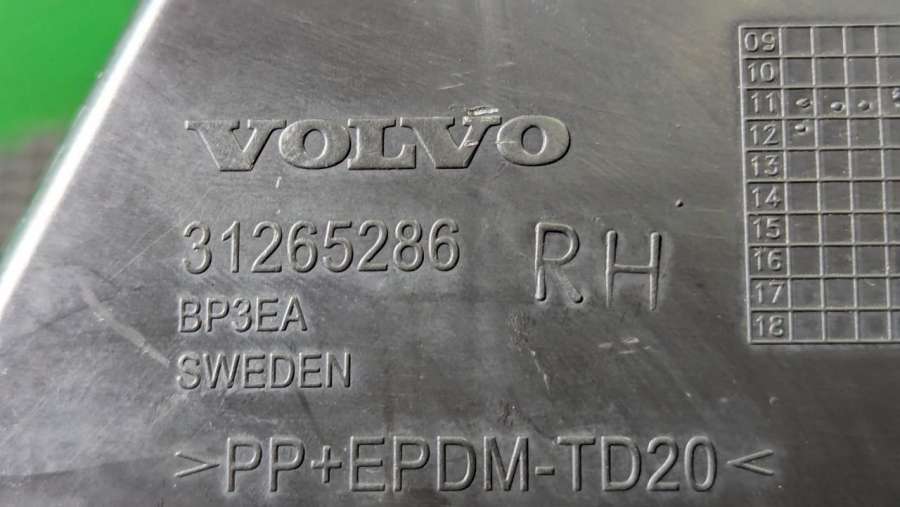 VOLVO
31265286 RH
BP3EA
SWEDEN
>PP+EPDM-TD20<
09
10
11
12
13
14
15
16
17
18